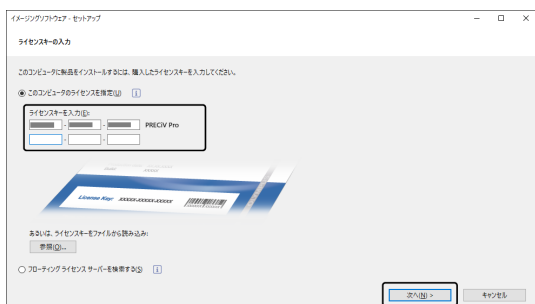 イメージングソフトウェア - セットアップ
ライセンスキーの入力
このコンピュータに製品をインストールするには、購入したライセンスキーを入力してください。
このコンピュータのライセンスを指定(U)
ライセンスキーを入力(E):
- - PRECiV Pro
- -
License Key: XXXXX-XXXXX-XXXXX
あるいは、ライセンスキーをファイルから読み込み:
参照(O)...
フローティング ライセンス サーバーを検索する(S)
次へ(N) > キャンセル